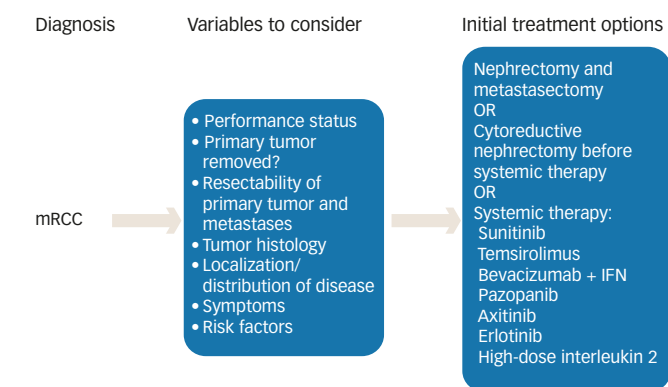 Diagnosis
Variables to consider
Initial treatment options
mRCC
• Performance status
• Primary tumor
removed?
• Resectability of
primary tumor and
metastases
• Tumor histology
• Localization/
distribution of disease
• Symptoms
• Risk factors
Nephrectomy and
metastasectomy
OR
Cytoreductive
nephrectomy before
systemic therapy
OR
Systemic therapy:
Sunitinib
Temsirolimus
Bevacizumab + IFN
Pazopanib
Axitinib
Erlotinib
High-dose interleukin 2